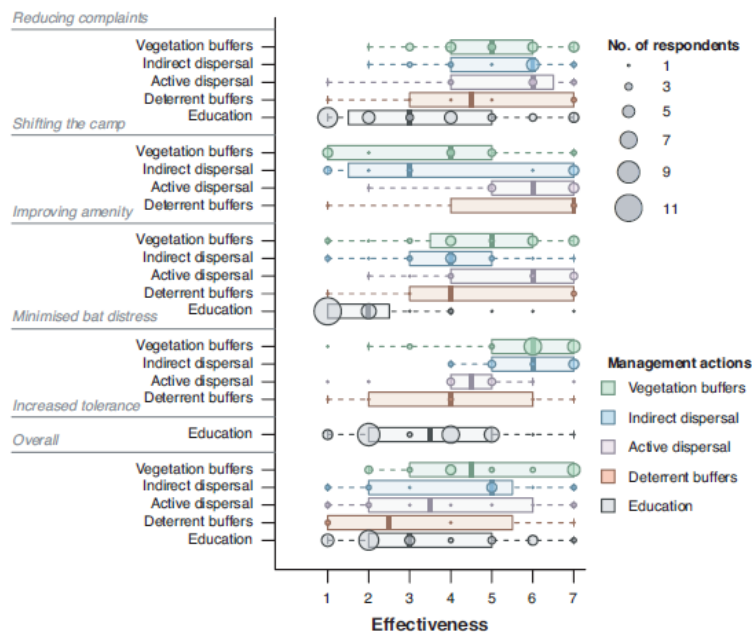 Reducing complaints
Vegetation buffers
Indirect dispersal
Active dispersal
Deterrent buffers
Education
Shifting the camp
Vegetation buffers
Indirect dispersal
Active dispersal
Deterrent buffers
Improving amenity
Vegetation buffers
Indirect dispersal
Active dispersal
Deterrent buffers
Education
Minimised bat distress
Vegetation buffers
Indirect dispersal
Active dispersal
Deterrent buffers
Increased tolerance
Education
Overall
Vegetation buffers
Indirect dispersal
Active dispersal
Deterrent buffers
Education
1 2 3 4 5 6 7
Effectiveness
No. of respondents
1
3
5
7
9
11
Management actions
Vegetation buffers
Indirect dispersal
Active dispersal
Deterrent buffers
Education